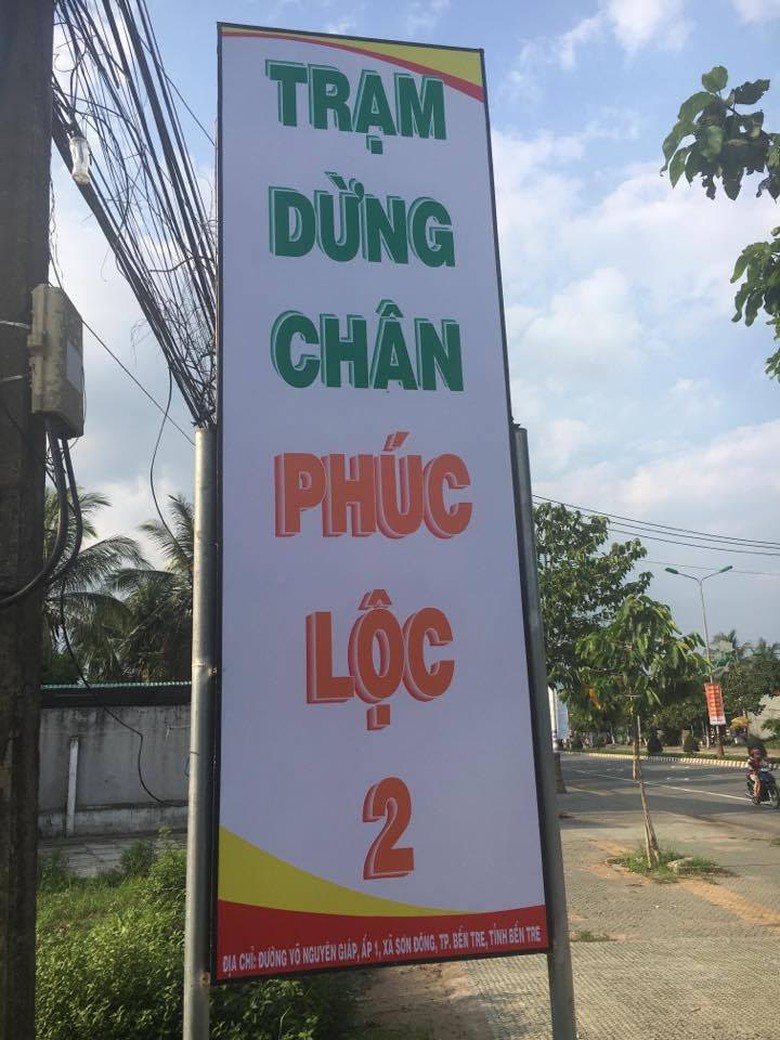 TRẠM
DỪNG
CHÂN
PHÚC
LỘC
2
ĐỊA CHỈ: ĐƯỜNG VÕ NGUYÊN GIÁP, ẤP 1, XÃ SƠN ĐÔNG, TP. BẾN TRE, TỈNH BẾN TRE